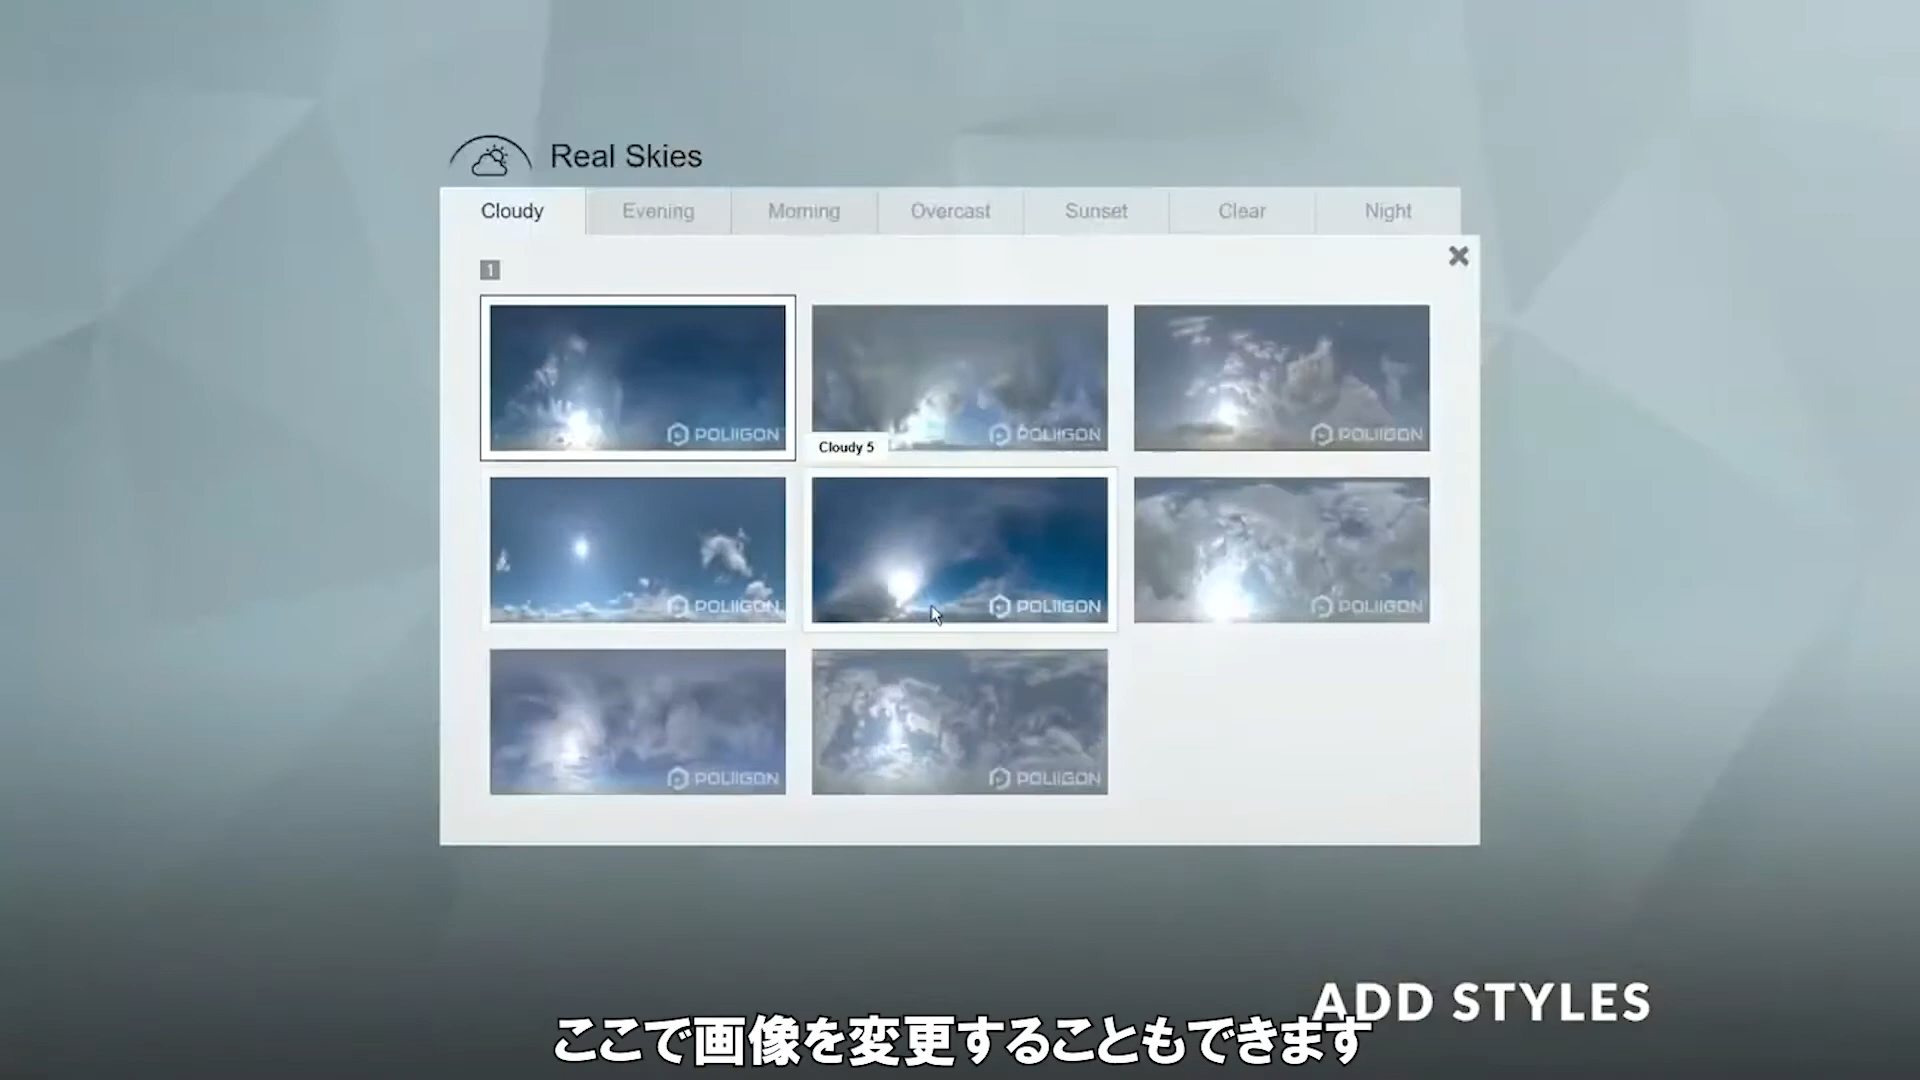 Real Skies
Cloudy Evening Morning Overcast Sunset Clear Night
1
POLIIGON POLIIGON POLIIGON
Cloudy 5
POLIIGON POLIIGON POLIIGON
POLIIGON POLIIGON
ADD STYLES
ここで画像を変更することもできます